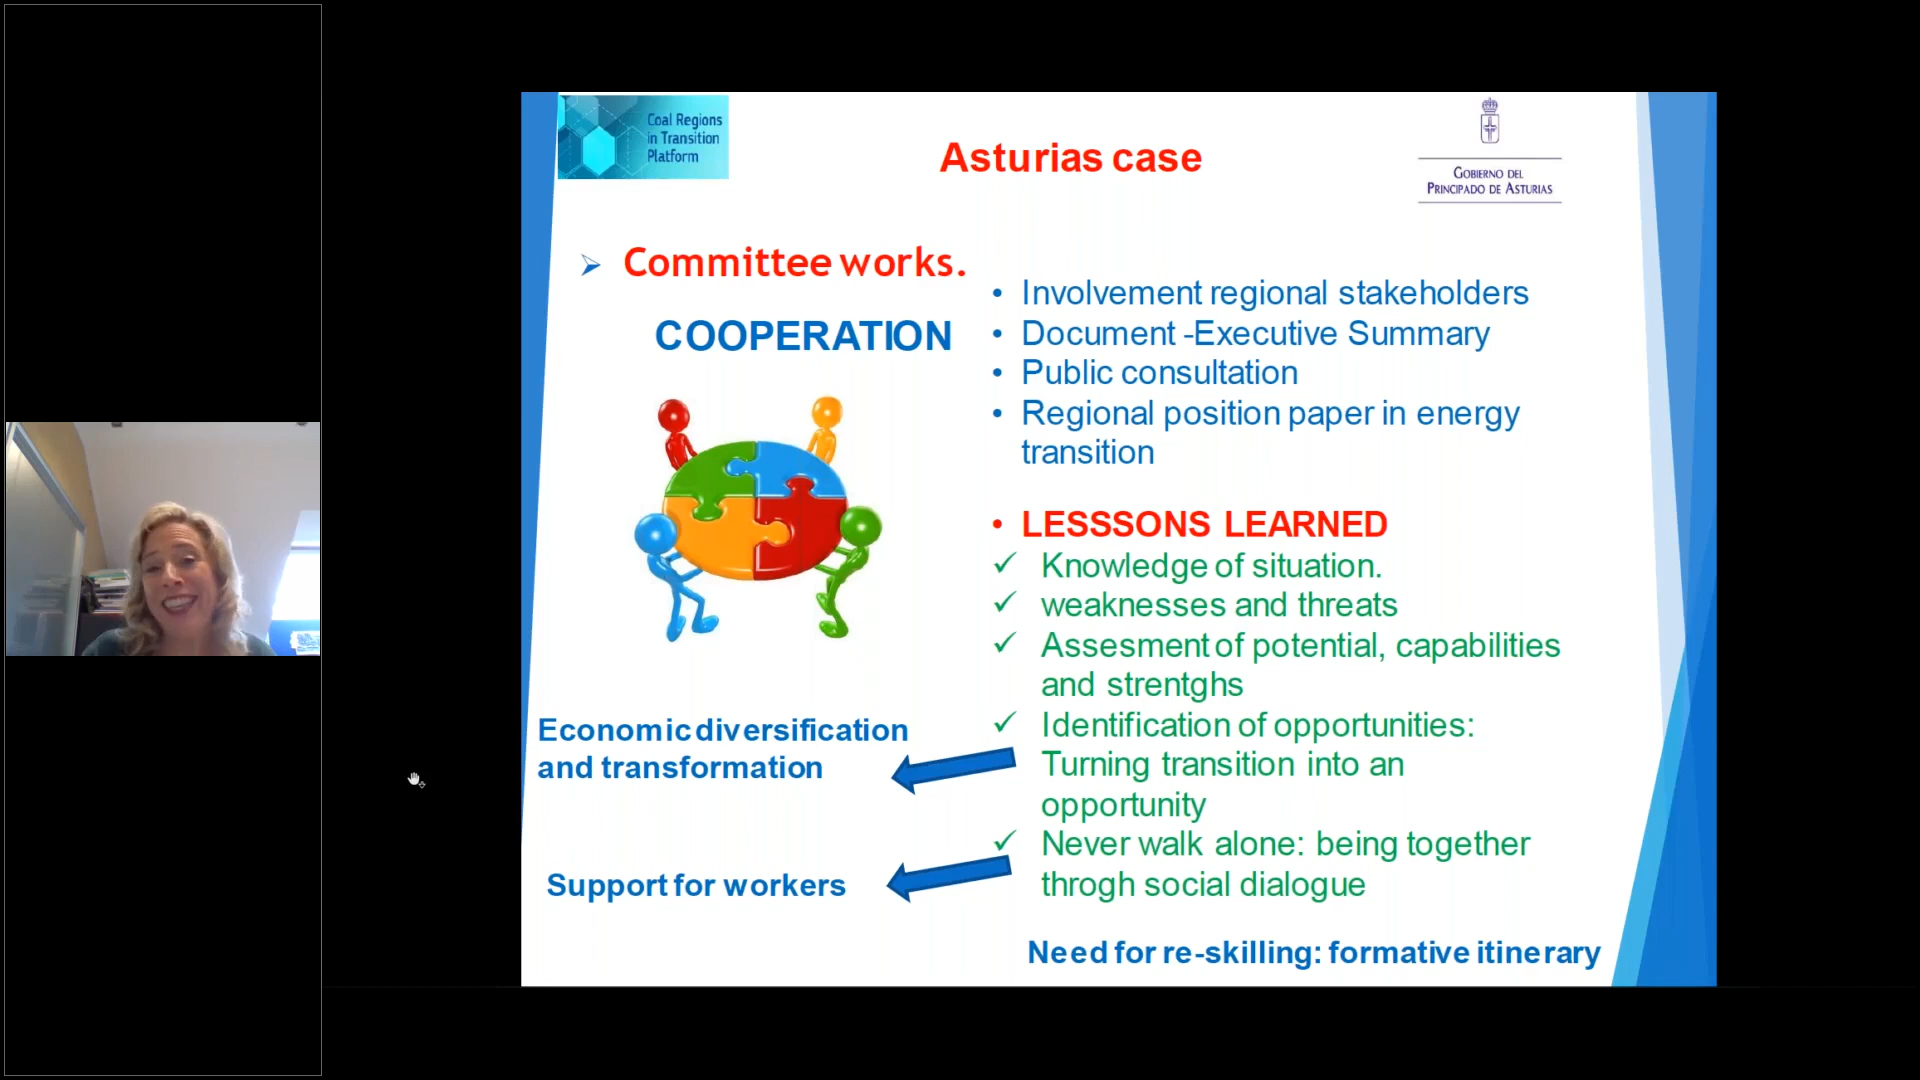 Coal Regions
in Transition
Platform
Asturias case
GOBIERNO DEL
PRINCIPADO DE ASTURIAS
➢ Committee works.
COOPERATION
• Involvement regional stakeholders
• Document -Executive Summary
• Public consultation
• Regional position paper in energy
transition
• LESSSONS LEARNED
✓ Knowledge of situation.
✓ weaknesses and threats
✓ Assesment of potential, capabilities
and strentghs
✓ Identification of opportunities:
Turning transition into an
opportunity
✓ Never walk alone: being together
throgh social dialogue
Economic diversification
and transformation
Support for workers
Need for re-skilling: formative itinerary